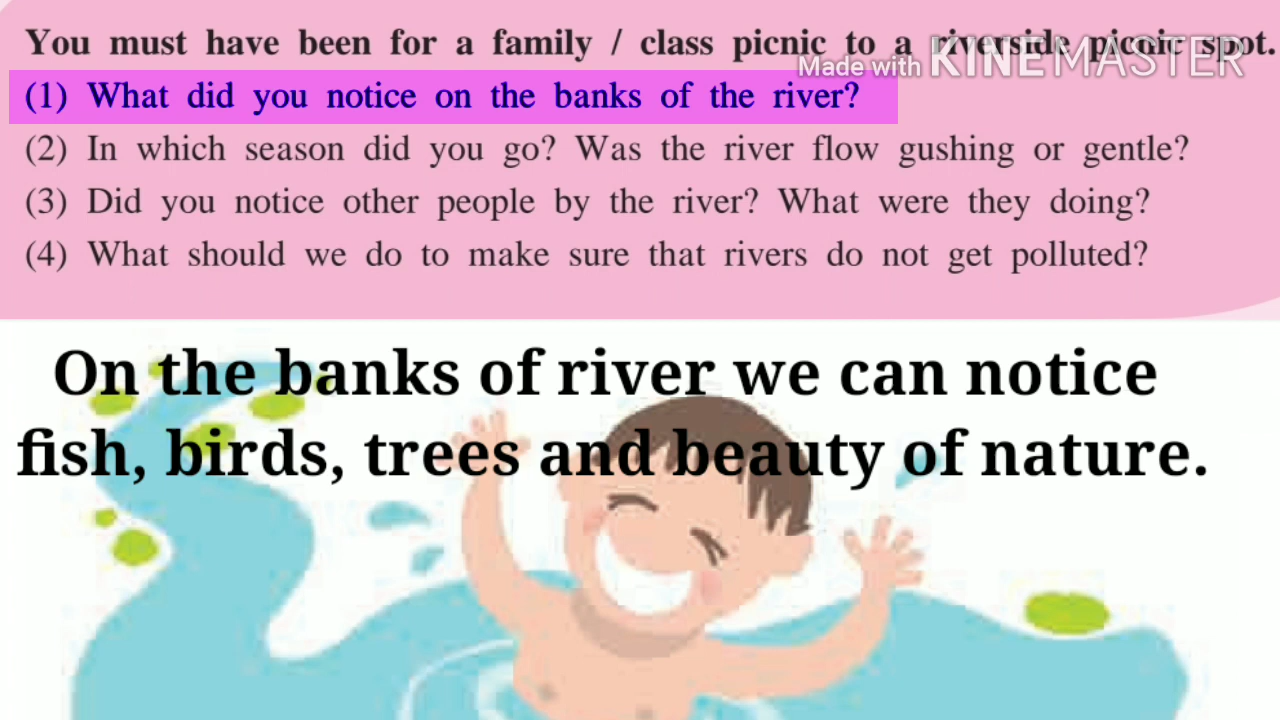 You must have been for a family / class picnic to a riverside picnic spot.
Made with KINEMASTER
(1) What did you notice on the banks of the river?
(2) In which season did you go? Was the river flow gushing or gentle?
(3) Did you notice other people by the river? What were they doing?
(4) What should we do to make sure that rivers do not get polluted?
On the banks of river we can notice
fish, birds, trees and beauty of nature.